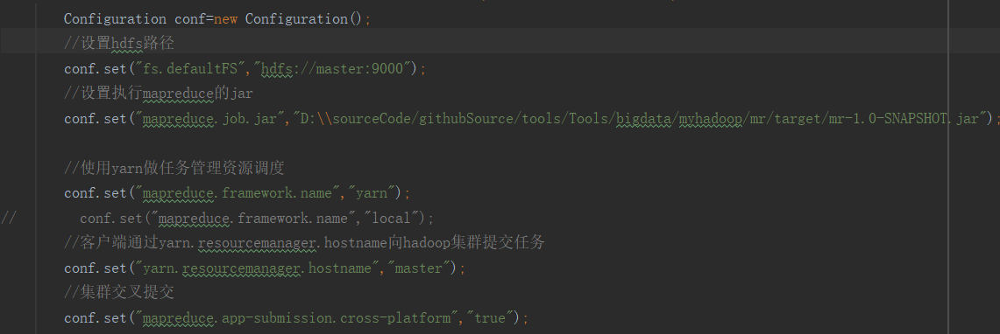 Configuration conf=new Configuration();
//设置hdfs路径
conf.set("fs.defaultFS","hdfs://master:9000");
//设置执行mapreduce的jar
conf.set("mapreduce.job.jar","D:\\sourceCode/githubSource/tools/Tools/bigdata/myhadoop/mr/target/mr-1.0-SNAPSHOT.jar");
//使用yarn做任务管理资源调度
conf.set("mapreduce.framework.name","yarn");
// conf.set("mapreduce.framework.name","local");
//客户端通过yarn.resourcemanager.hostname向hadoop集群提交任务
conf.set("yarn.resourcemanager.hostname","master");
//集群交叉提交
conf.set("mapreduce.app-submission.cross-platform","true");